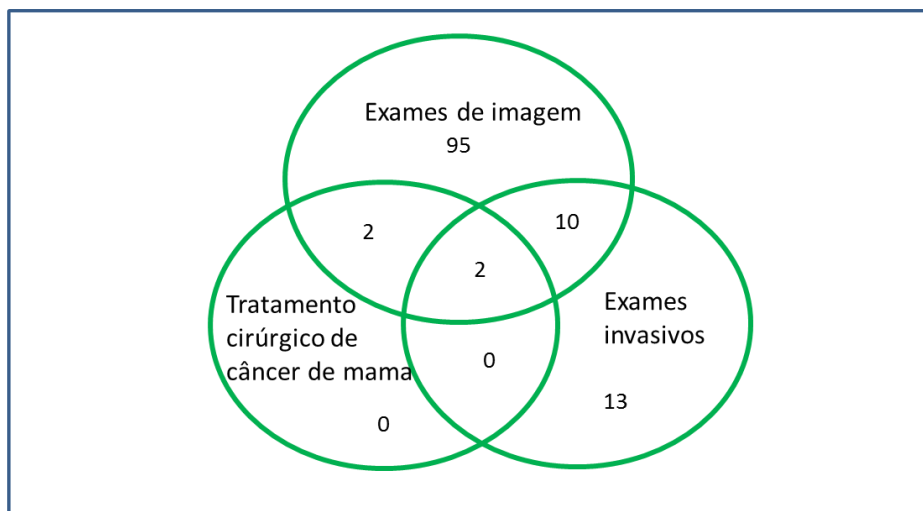 Exames de imagem
95
2
10
2
Tratamento
cirúrgico de
câncer de mama
0
Exames
invasivos
0
13